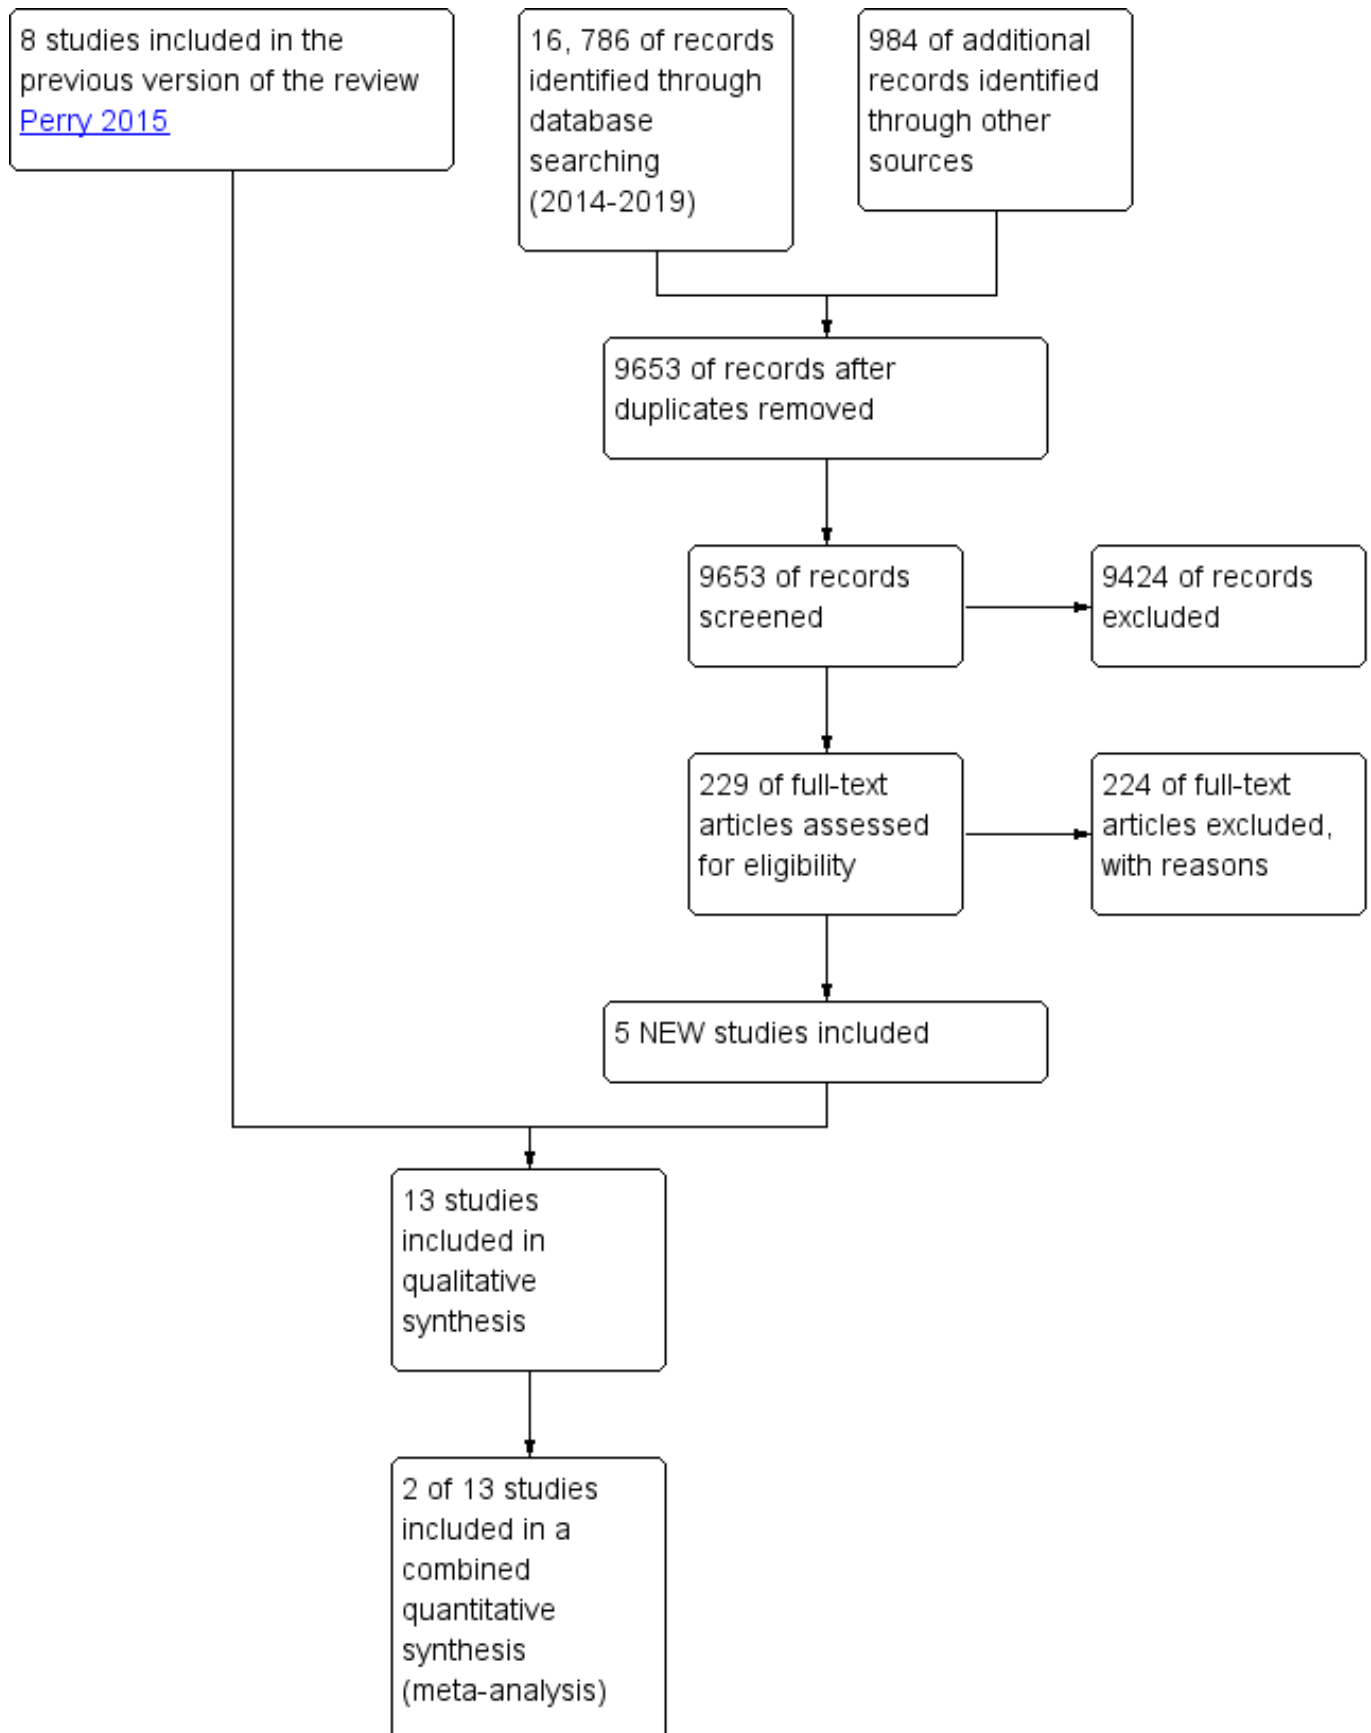 8 studies included in the
previous version of the review
Perry 2015
16, 786 of records
identified through
database
searching
(2014-2019)
984 of additional
records identified
through other
sources
9653 of records after
duplicates removed
9653 of records
screened
9424 of records
excluded
229 of full-text
articles assessed
for eligibility
224 of full-text
articles excluded,
with reasons
5 NEW studies included
13 studies
included in
qualitative
synthesis
2 of 13 studies
included in a
combined
quantitative
synthesis
(meta-analysis)